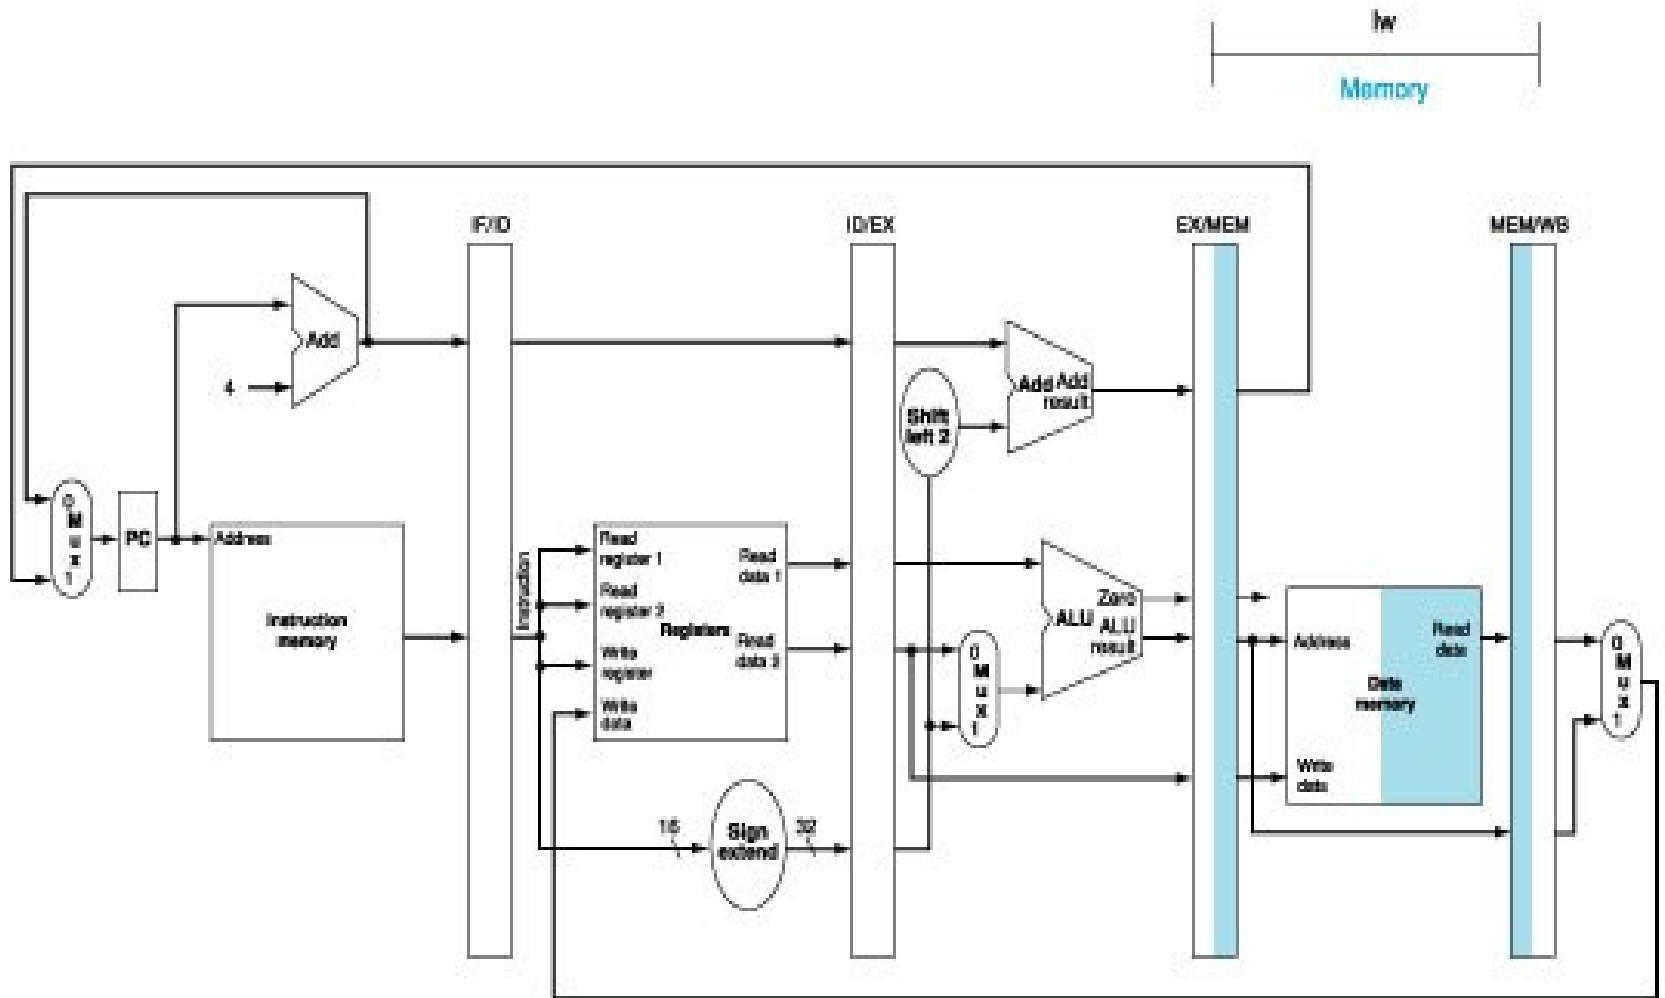 lw
Memory
IF/ID
ID/EX
EX/MEM
MEM/WB
Add
4
Shift
left 2
Add Add
result
0
M
u
x
1
PC
Address
Instruction
memory
Instruction
Read
register 1
Read
register 2
Write
register
Write
data
Registers
Read
data 1
Read
data 2
16
Sign
extend
32
0
M
u
x
1
Zero
ALU
ALU
result
Address
Read
data
Data
memory
Write
data
0
M
u
x
1